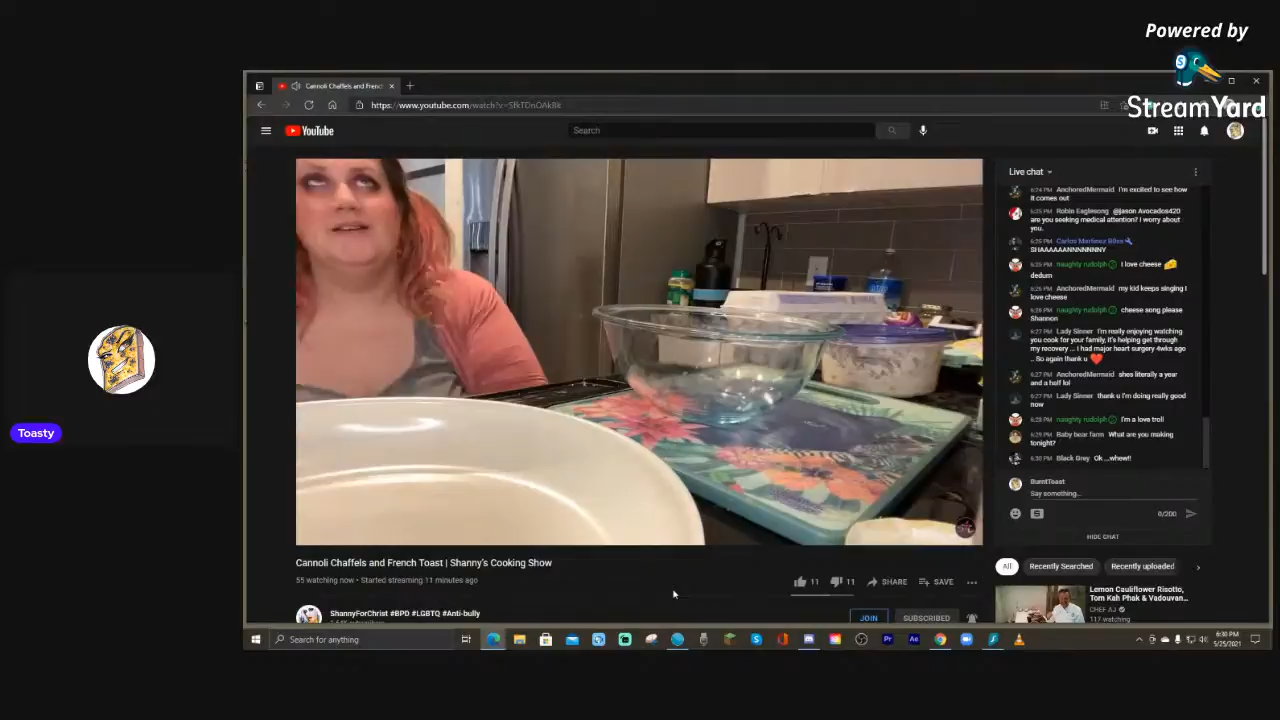 Powered by
StreamYard
Cannoli Chaffels and French
https://www.youtube.com/watch?v=
YouTube
Search
Live chat
6:24 PM AnchoredMermaid I'm excited to see how
it comes out
6:25 PM Robin Eaglesong @jason Avocados420
are you seeking medical attention? I worry about
you.
6:25 PM Carlos
SHAAAAAANNNNNNNY
6:25 PM naughty rudolph I love cheese
dedum
6:25 PM AnchoredMermaid my kid keeps singing I
love cheese
6:26 PM naughty rudolph cheese song please
Shannon
6:27 PM Lady Sinner I'm really enjoying watching
you cook for your family, it's helping get through
my recovery ... i had major heart surgery 4wks ago
.. So again thank u
6:27 PM AnchoredMermaid shes literally a year
and a half lol
6:27 PM Lady Sinner thank u I'm doing really good
now
6:28 PM naughty rudolph I'm a love troll
6:29 PM Baby bear farm What are you making
tonight?
6:30 PM Black Grey Ok ...whew!!
BurntToast
Say something...
0/200
HIDE CHAT
Toasty
Cannoli Chaffels and French Toast | Shanny's Cooking Show
55 watching now • Started streaming 11 minutes ago
11
11
SHARE
SAVE
All
Recently Searched
Recently uploaded
ShannyForChrist #BPD #LGBTQ #Anti-bully
JOIN
SUBSCRIBED
Lemon Cauliflower Risotto,
Tom Kah Phak & Vadouvan...
CHEF AJ
117 watching
Search for anything
6:30 PM
5/25/2021